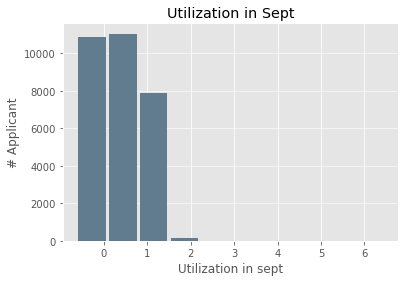 Utilization in Sept
# Applicant
10000
8000
6000
4000
2000
0
0 1 2 3 4 5 6
Utilization in sept